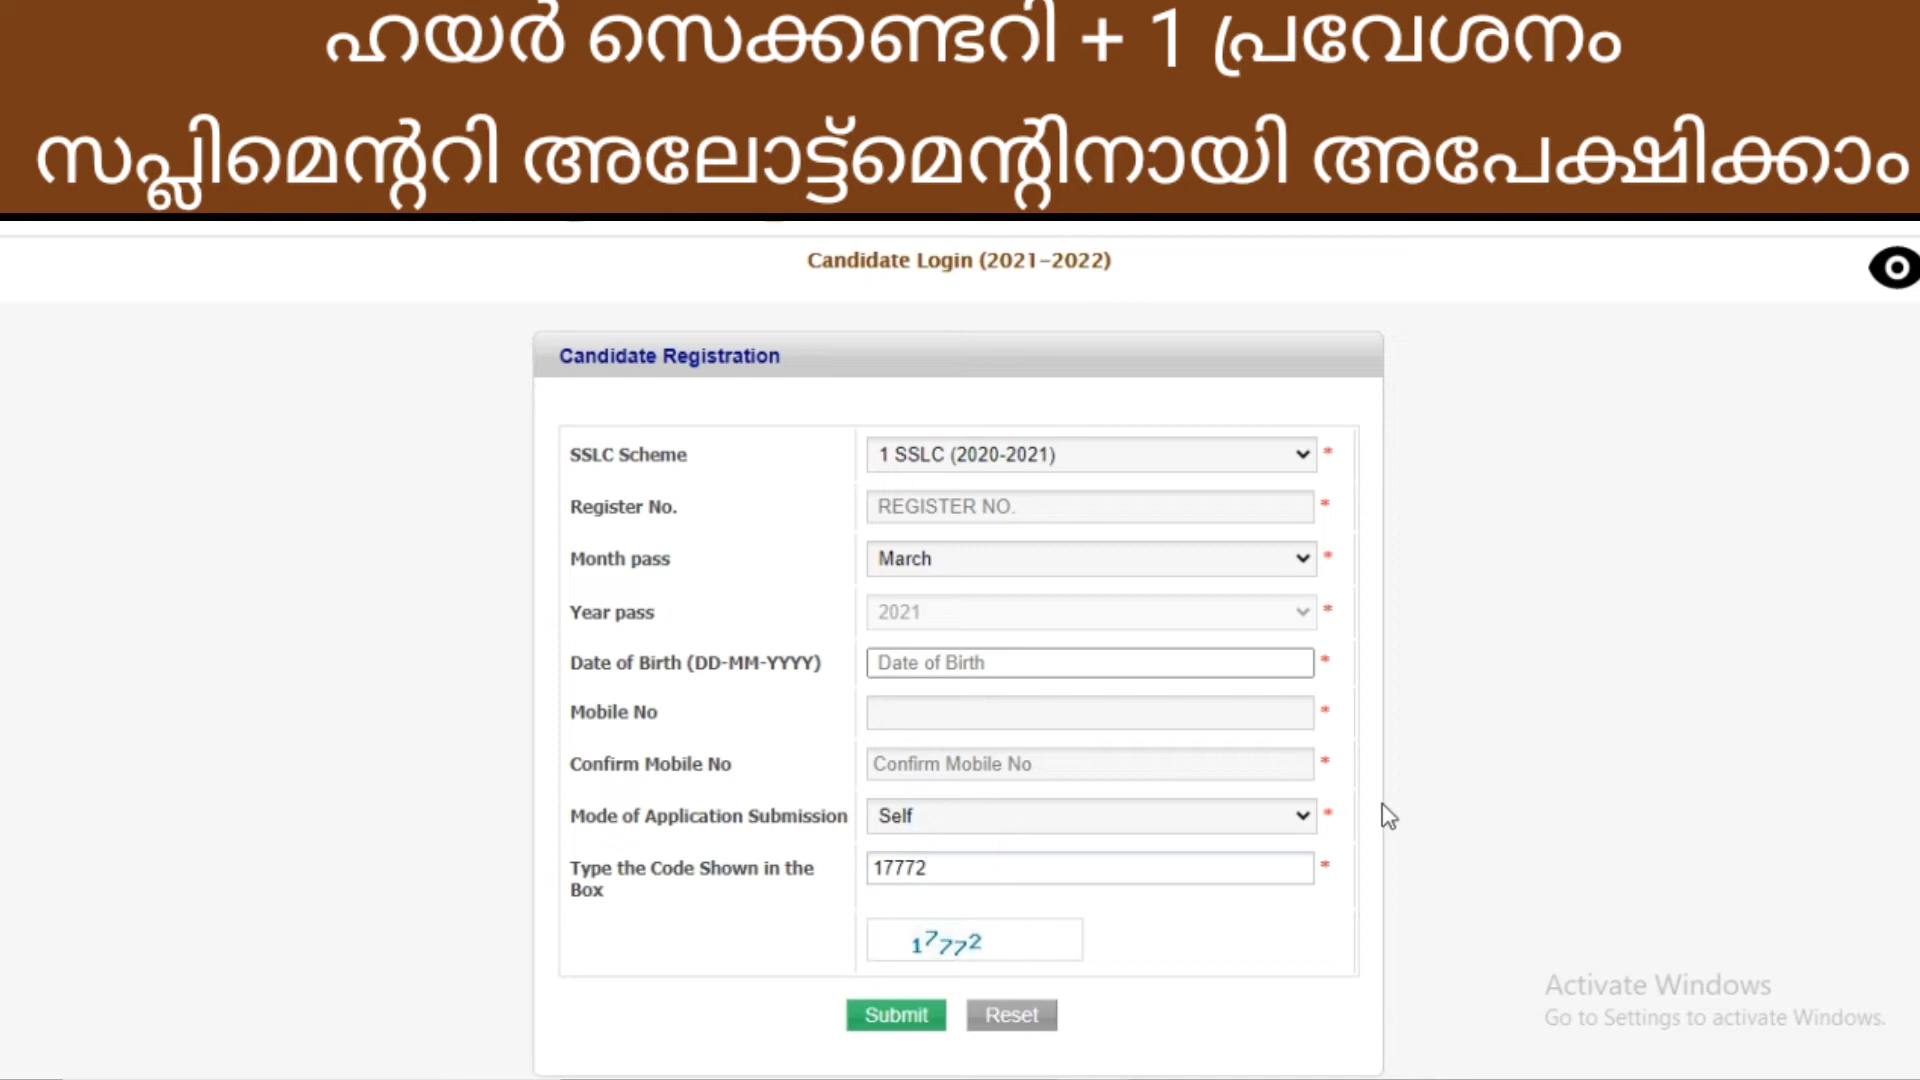 ഹയർ സെക്കണ്ടറി + 1 പ്രവേശനം
സപ്ലിമെന്ററി അലോട്ട്മെന്റിനായി അപേക്ഷിക്കാം
Candidate Login (2021-2022)
Candidate Registration
SSLC Scheme 1 SSLC (2020-2021) *
Register No. REGISTER NO. *
Month pass March *
Year pass 2021 *
Date of Birth (DD-MM-YYYY) Date of Birth *
Mobile No *
Confirm Mobile No Confirm Mobile No *
Mode of Application Submission Self *
Type the Code Shown in the 17772 *
Box
17772
Submit Reset
Activate Windows
Go to Settings to activate Windows.